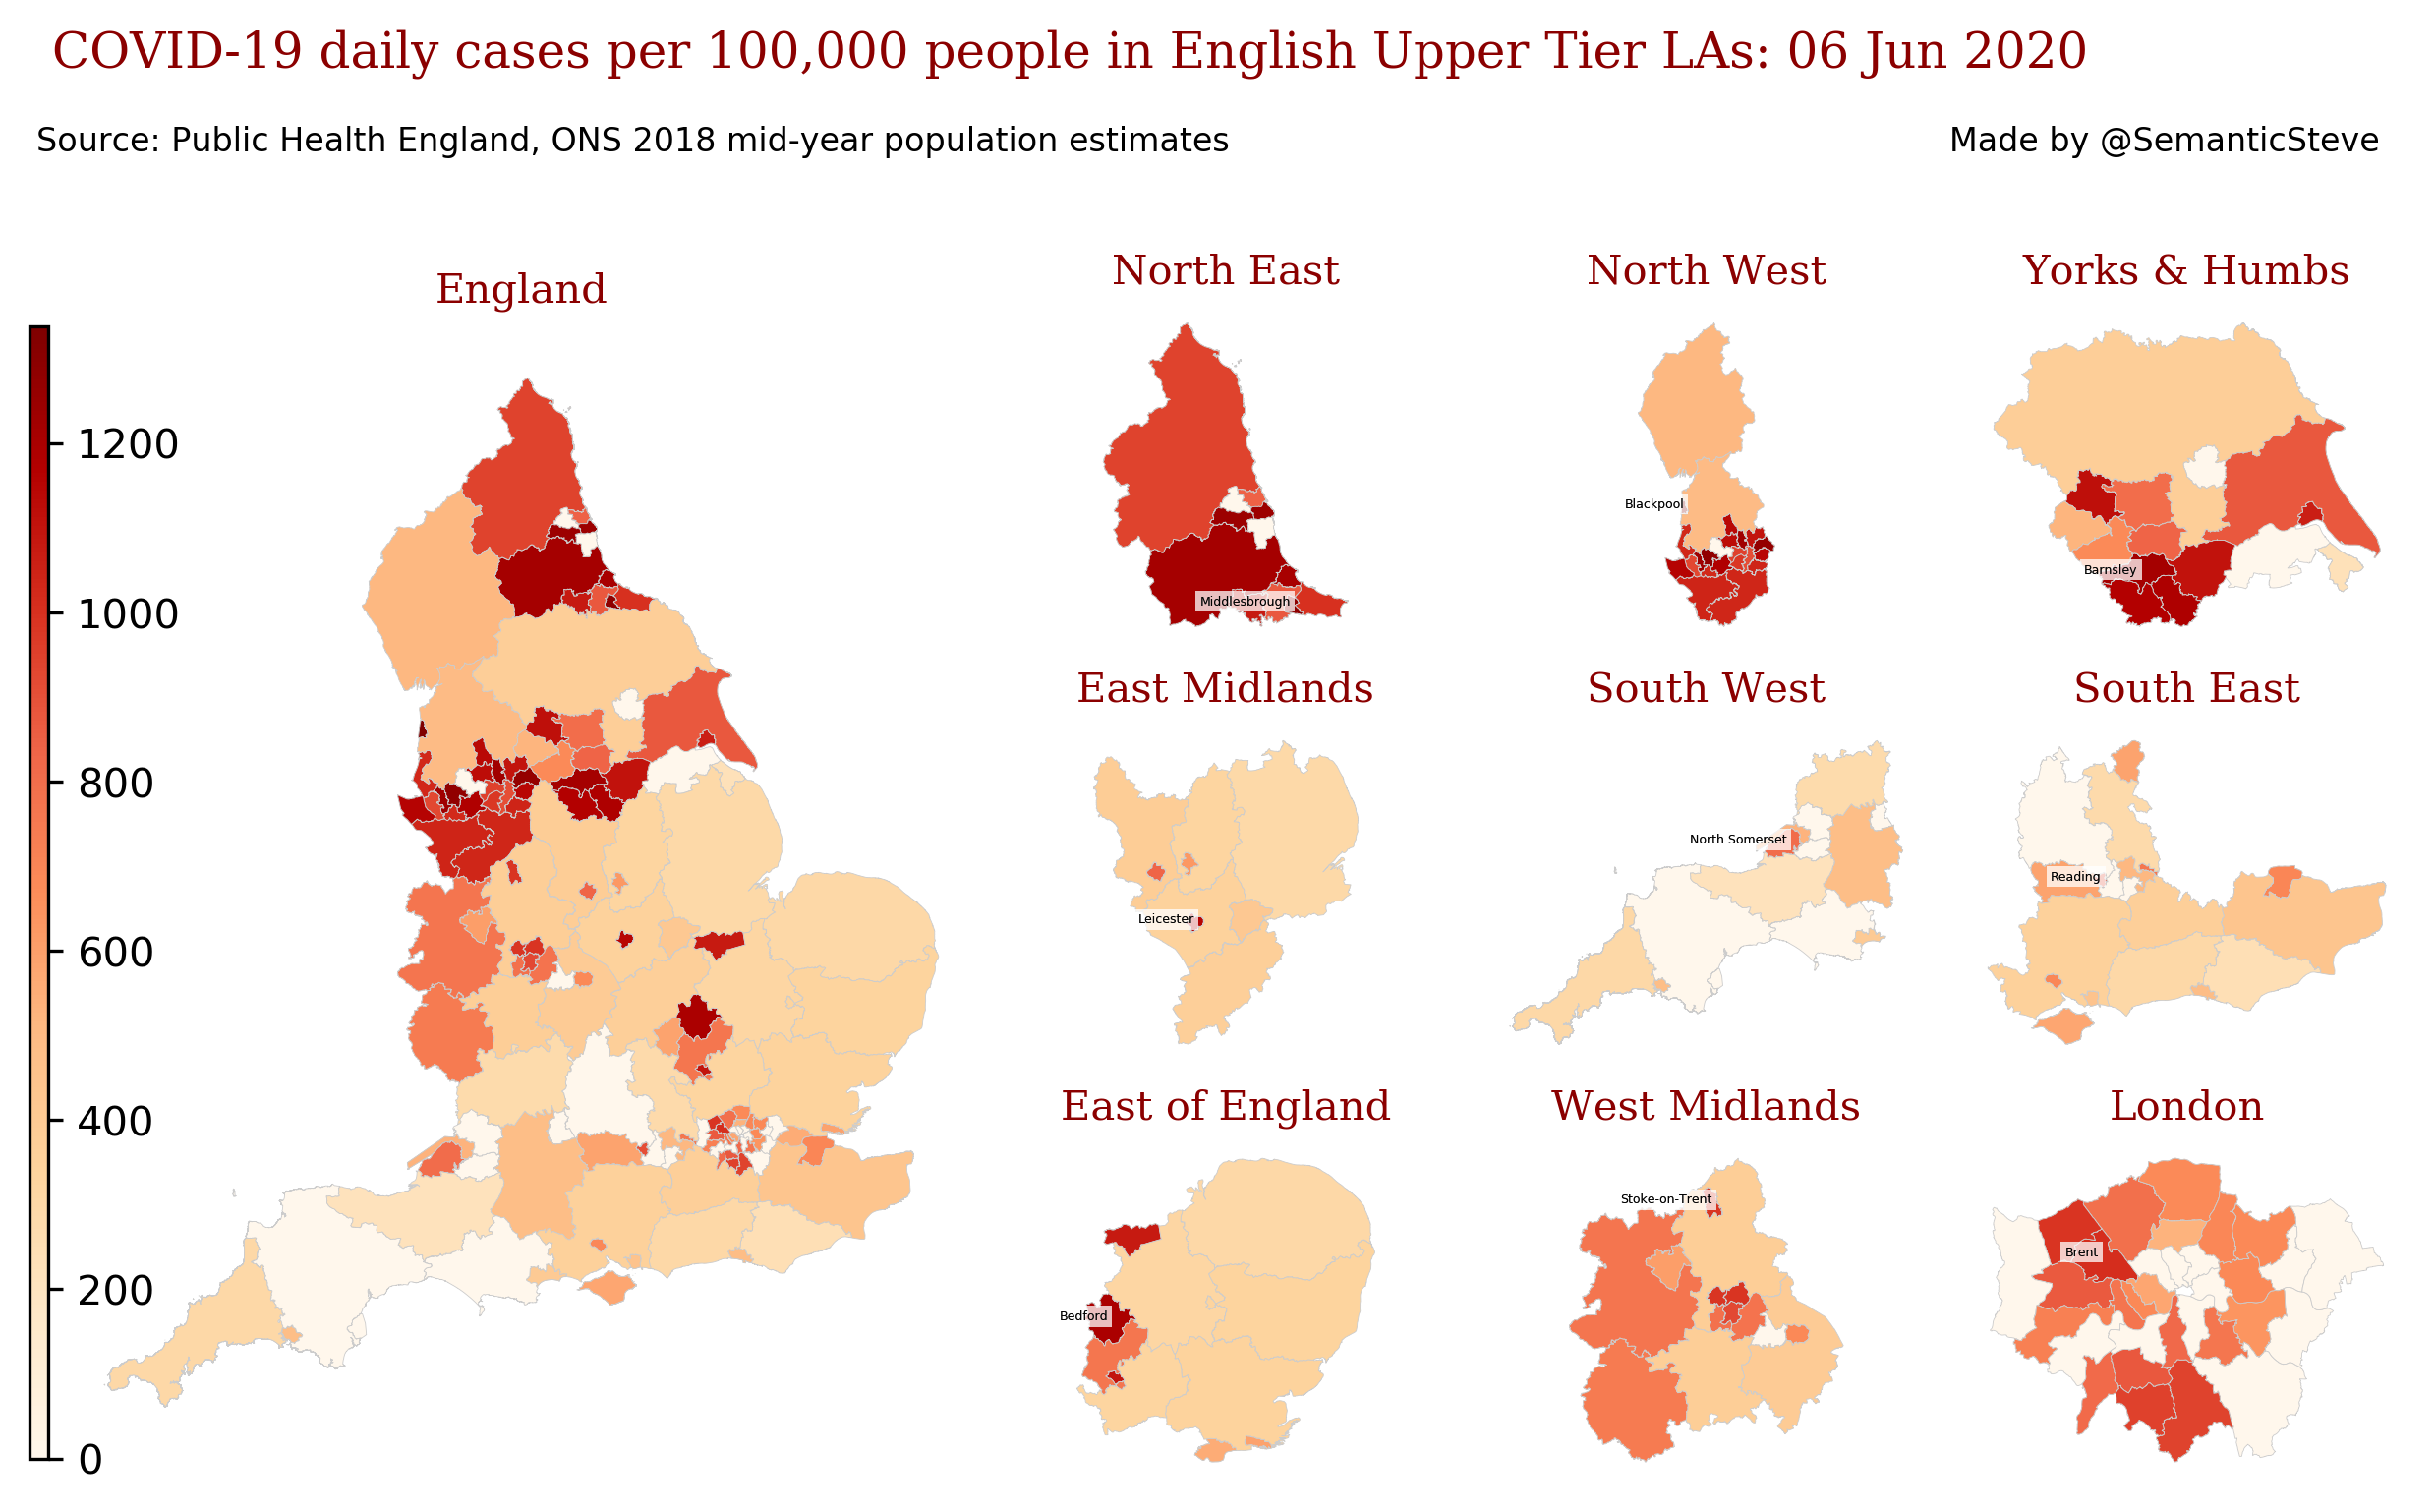 COVID-19 daily cases per 100,000 people in English Upper Tier LAs: 06 Jun 2020
Source: Public Health England, ONS 2018 mid-year population estimates
Made by @SemanticSteve
England
1200
1000
800
600
400
200
0
North East
Middlesbrough
North West
Blackpool
Yorks & Humbs
Barnsley
East Midlands
Leicester
South West
North Somerset
South East
Reading
East of England
Bedford
West Midlands
Stoke-on-Trent
London
Brent